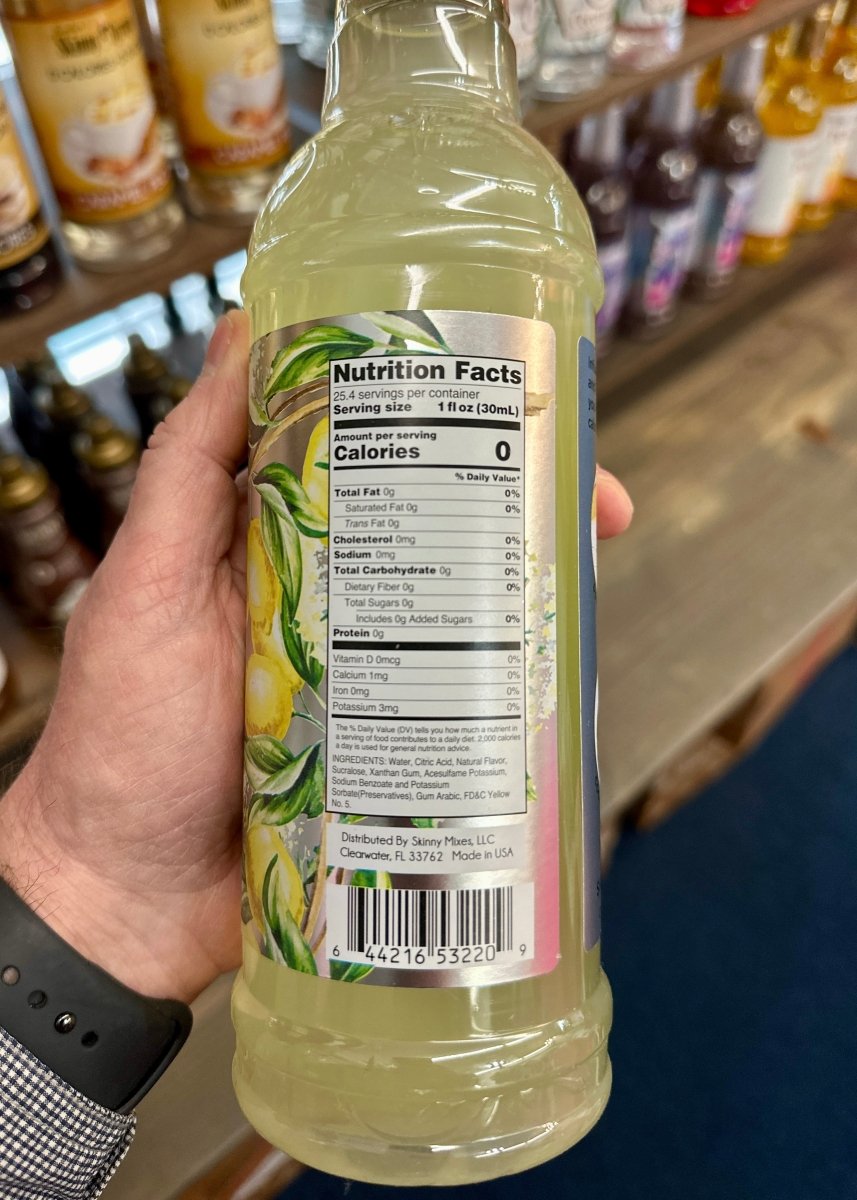 Nutrition Facts
25.4 servings per container
Serving size 1 fl oz (30mL)
Amount per serving
Calories 0
% Daily Value*
Total Fat 0g 0%
Saturated Fat 0g 0%
Trans Fat 0g
Cholesterol 0mg 0%
Sodium 0mg 0%
Total Carbohydrate 0g 0%
Dietary Fiber 0g 0%
Total Sugars 0g
Includes 0g Added Sugars 0%
Protein 0g
Vitamin D 0mcg 0%
Calcium 1mg 0%
Iron 0mg 0%
Potassium 3mg 0%
The % Daily Value (DV) tells you how much a nutrient in
a serving of food contributes to a daily diet. 2,000 calories
a day is used for general nutrition advice.
INGREDIENTS: Water, Citric Acid, Natural Flavor,
Sucralose, Xanthan Gum, Acesulfame Potassium,
Sodium Benzoate and Potassium
Sorbate(Preservatives), Gum Arabic, FD&C Yellow
No. 5.
Distributed By Skinny Mixes, LLC
Clearwater, FL 33762 Made in USA
6 44216 53220 9